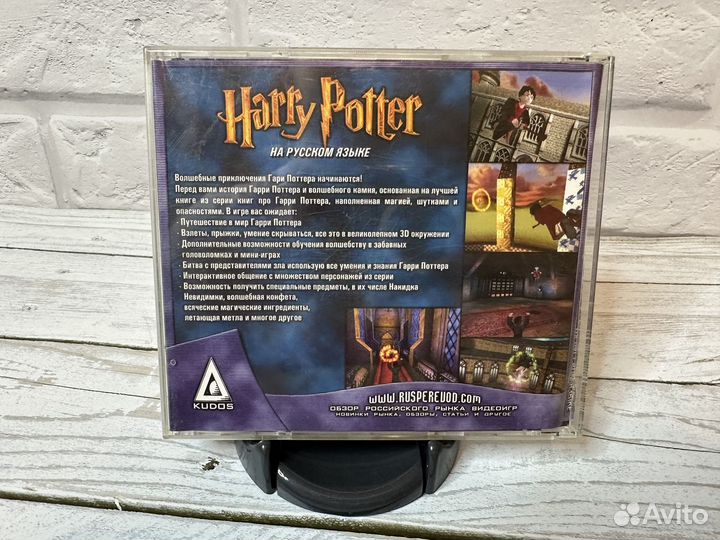 Harry Potter
НА РУССКОМ ЯЗЫКЕ
Волшебные приключения Гари Поттера начинаются!
Перед вами история Гарри Поттера и волшебного камня, основанная на лучшей
книге из серии книг про Гарри Поттера, наполненная магией, шутками и
опасностями. В игре вас ожидает:
- Путешествие в мир Гарри Поттера
- Взлеты, прыжки, умение скрываться, все это в великолепном 3D окружении
- Дополнительные возможности обучения волшебству в забавных
головоломках и мини-играх
- Битва с представителями зла использую все умения и знания Гарри Поттера
- Интерактивное общение с множеством персонажей из серии
- Возможность получить специальные предметы, в их числе Накидка
Невидимки, волшебная конфета,
всяческие магические ингредиенты,
летающая метла и многое другое
KUDOS
www.RUSPEREVOD.com
ОБЗОР РОССИЙСКОГО РЫНКА ВИДЕОИГР
НОВИНКИ РЫНКА, ОБЗОРЫ, СТАТЬИ И ДРУГОЕ
Avito